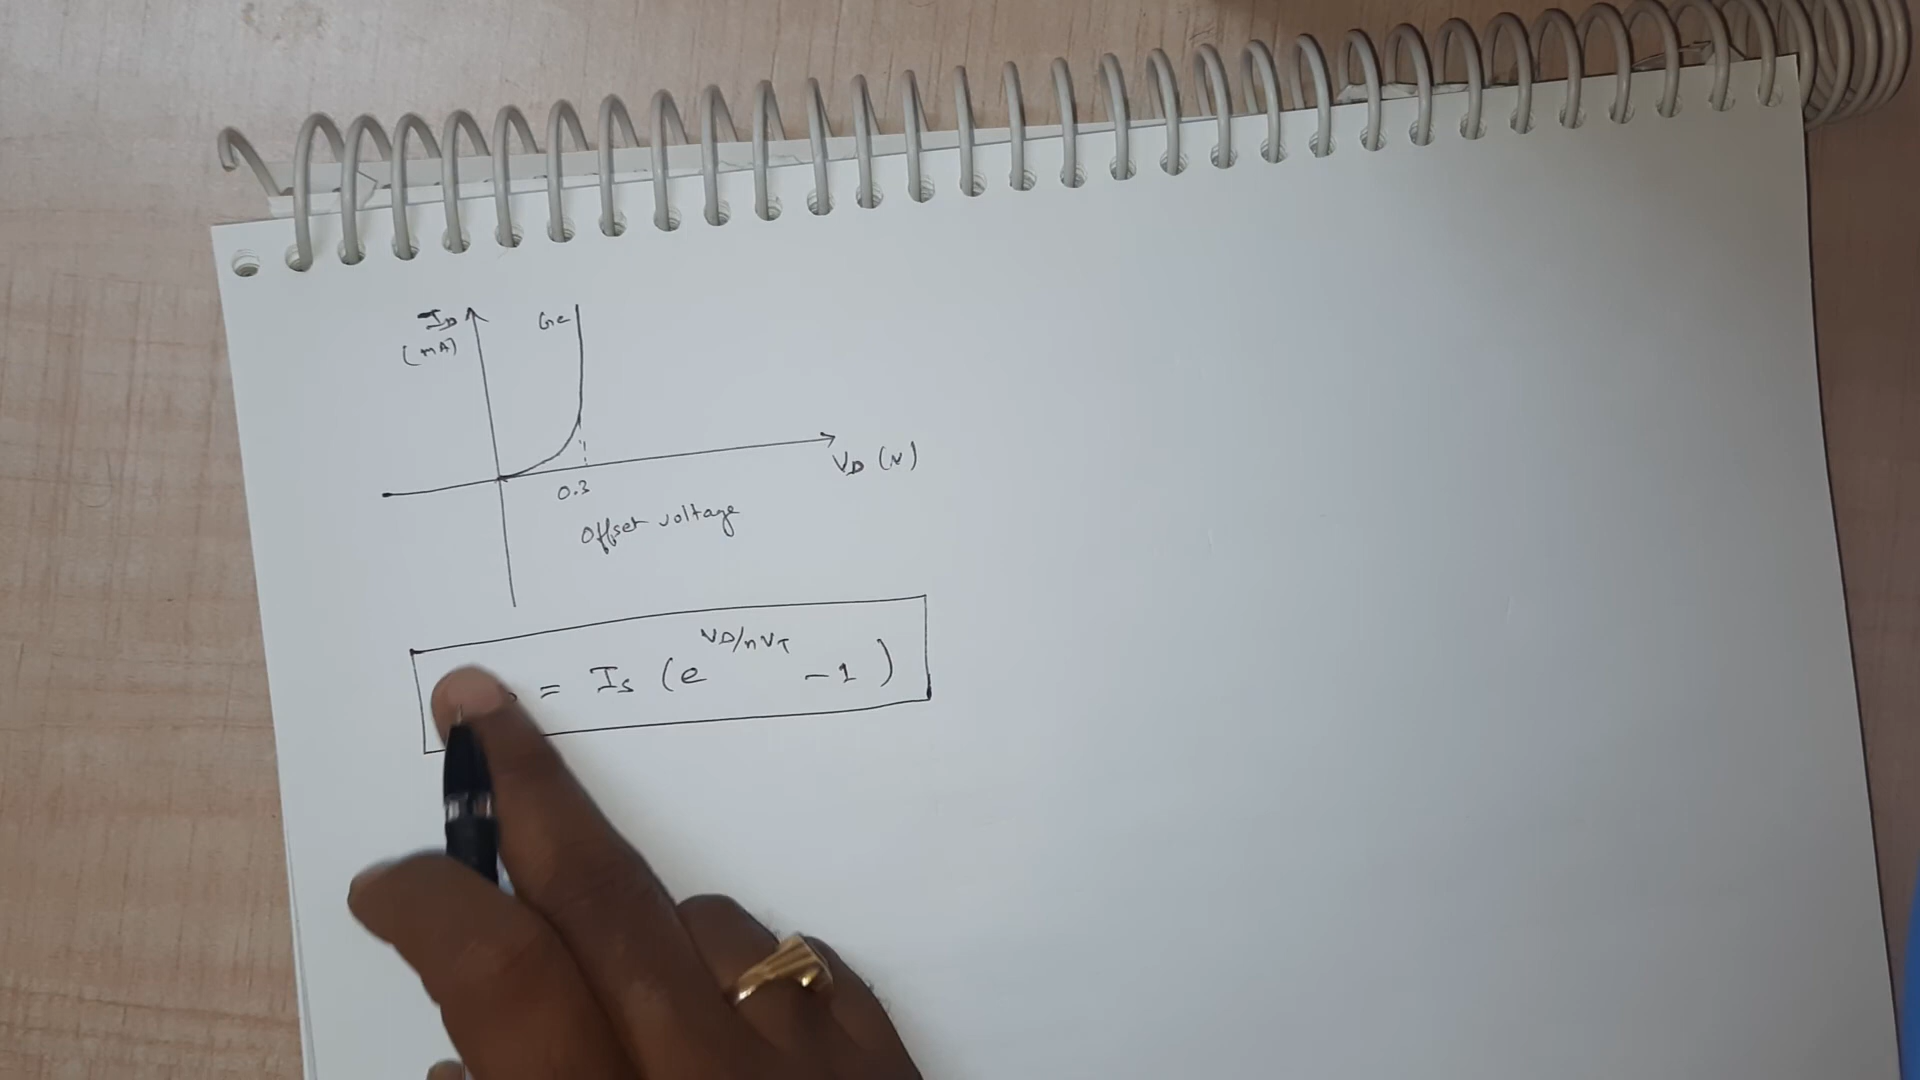 I_D
(mA)
Ge
V_D (V)
0.3
Offset voltage
= I_s (e^{V_D/nV_T} - 1)